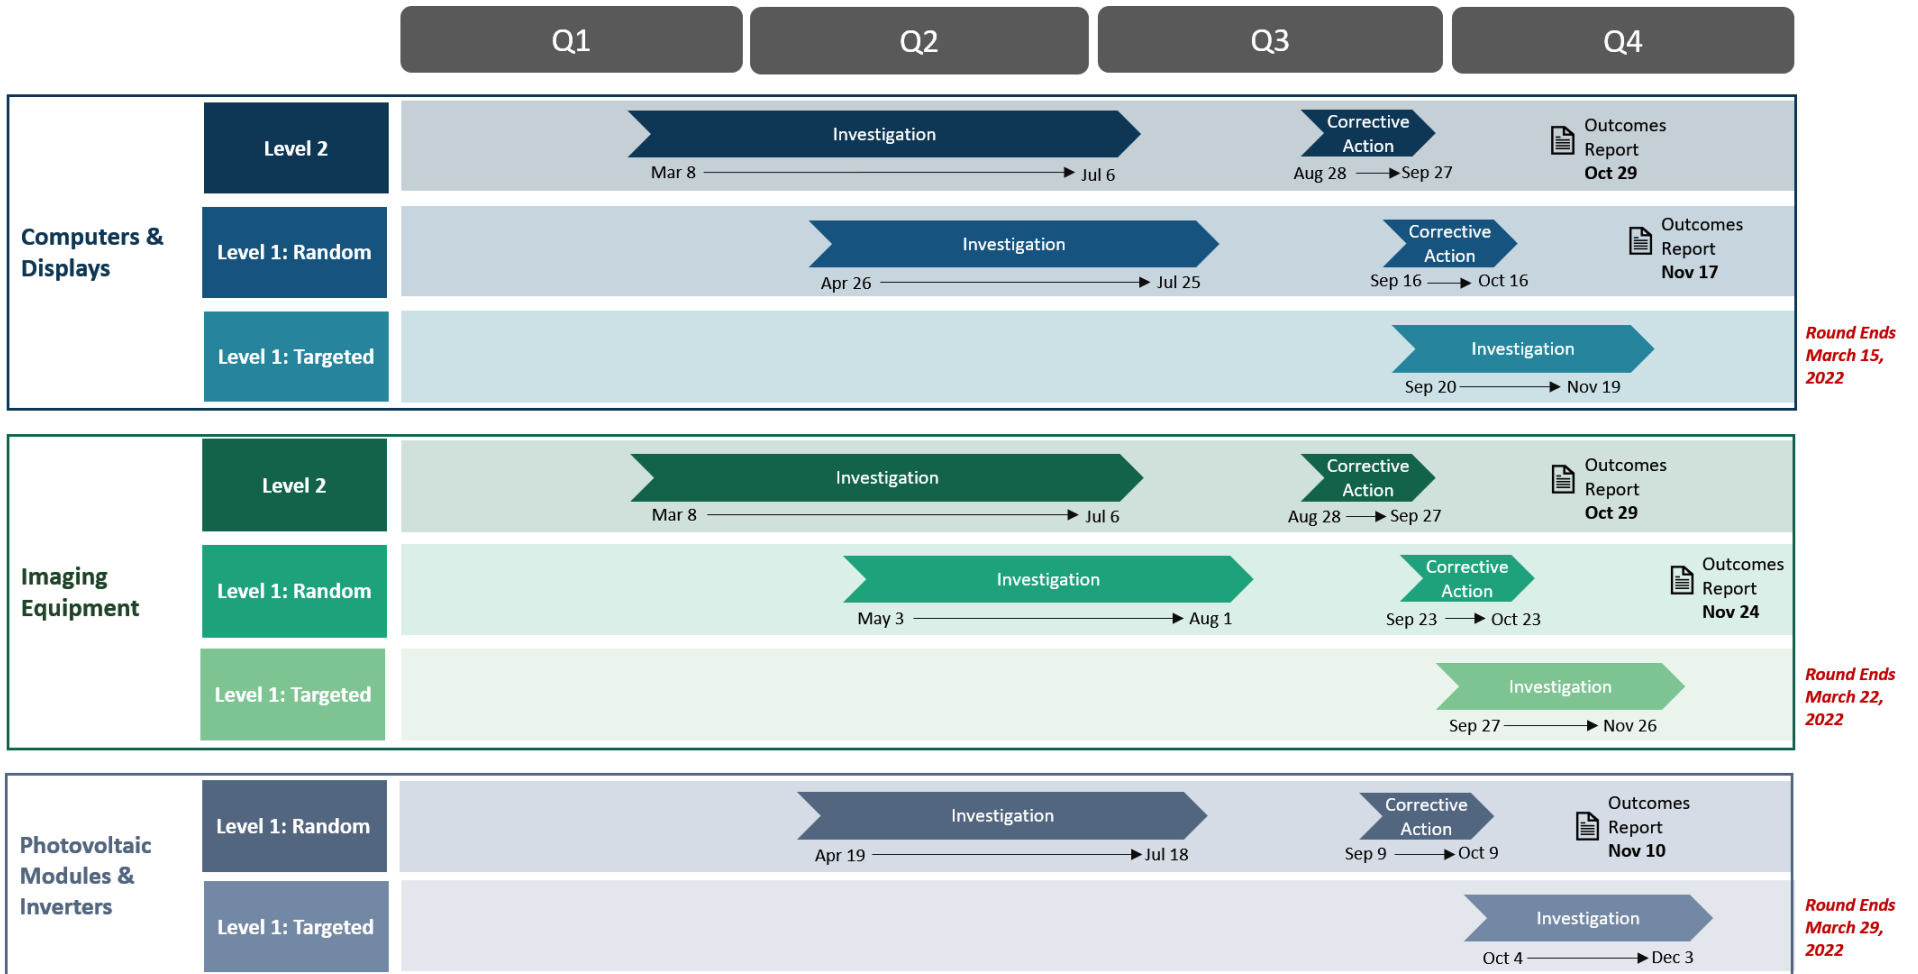 Q1
Q2
Q3
Q4
Computers &
Displays
Level 2
Investigation
Mar 8
Jul 6
Corrective
Action
Aug 28
Sep 27
Outcomes
Report
Oct 29
Level 1: Random
Investigation
Apr 26
Jul 25
Corrective
Action
Sep 16
Oct 16
Outcomes
Report
Nov 17
Level 1: Targeted
Investigation
Sep 20
Nov 19
Round Ends
March 15,
2022
Imaging
Equipment
Level 2
Investigation
Mar 8
Jul 6
Corrective
Action
Aug 28
Sep 27
Outcomes
Report
Oct 29
Level 1: Random
Investigation
May 3
Aug 1
Corrective
Action
Sep 23
Oct 23
Outcomes
Report
Nov 24
Level 1: Targeted
Investigation
Sep 27
Nov 26
Round Ends
March 22,
2022
Photovoltaic
Modules &
Inverters
Level 1: Random
Investigation
Apr 19
Jul 18
Corrective
Action
Sep 9
Oct 9
Outcomes
Report
Nov 10
Level 1: Targeted
Investigation
Oct 4
Dec 3
Round Ends
March 29,
2022